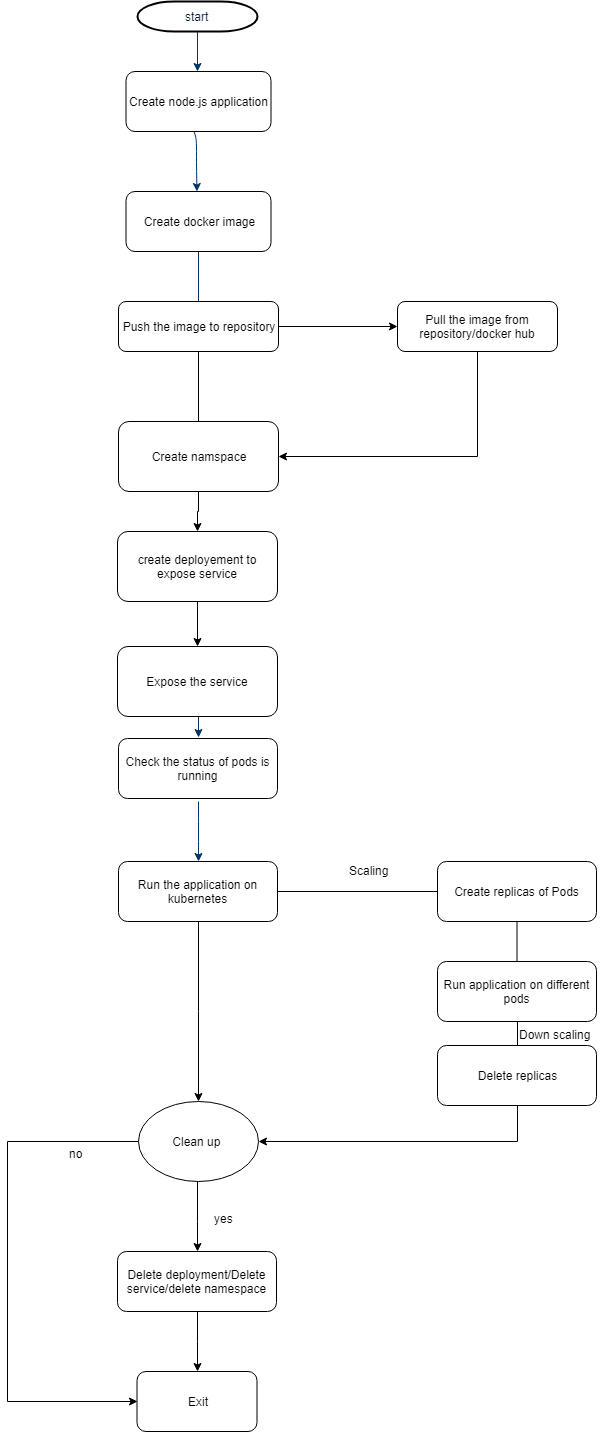 start
Create node.js application
Create docker image
Push the image to repository
Pull the image from
repository/docker hub
Create namspace
create deployement to
expose service
Expose the service
Check the status of pods is
running
Run the application on
kubernetes
Scaling
Create replicas of Pods
Run application on different
pods
Down scaling
Delete replicas
Clean up
no
yes
Delete deployment/Delete
service/delete namespace
Exit